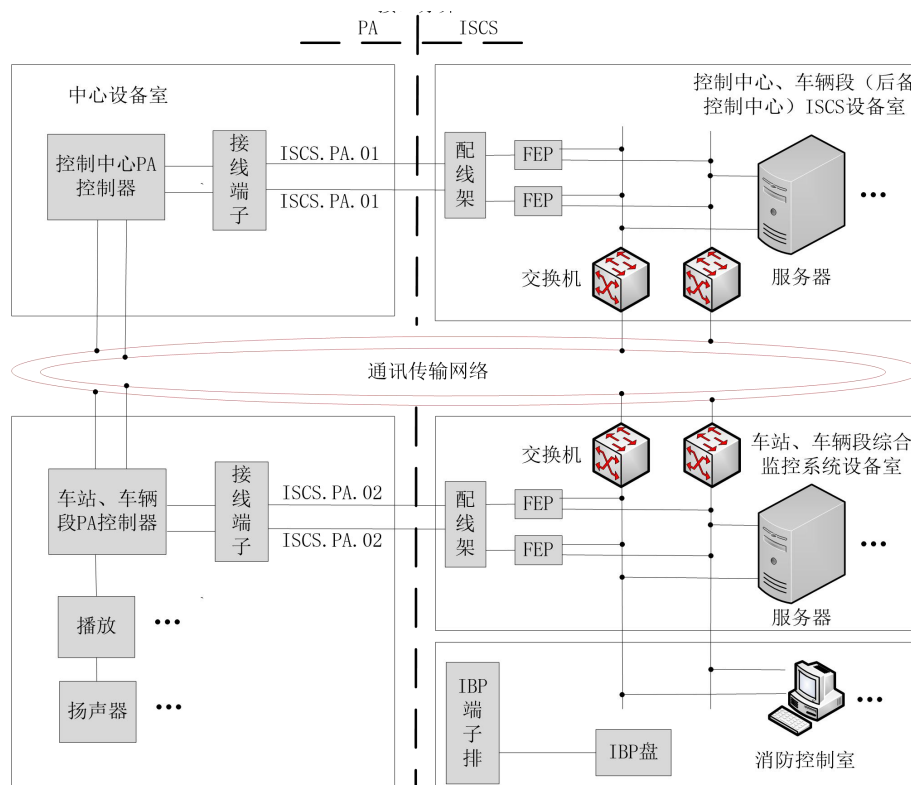 PA
ISCS
中心设备室
控制中心、车辆段（后备
控制中心）ISCS设备室
控制中心PA
控制器
接
线
端
子
ISCS.PA.01
ISCS.PA.01
配
线
架
FEP
FEP
交换机
服务器
•••
通讯传输网络
车站、车辆
段PA控制器
接
线
端
子
ISCS.PA.02
ISCS.PA.02
配
线
架
FEP
FEP
交换机
车站、车辆段综合
监控系统设备室
•••
服务器
播放
•••
扬声器
•••
IBP
端
子
排
IBP盘
•••
消防控制室